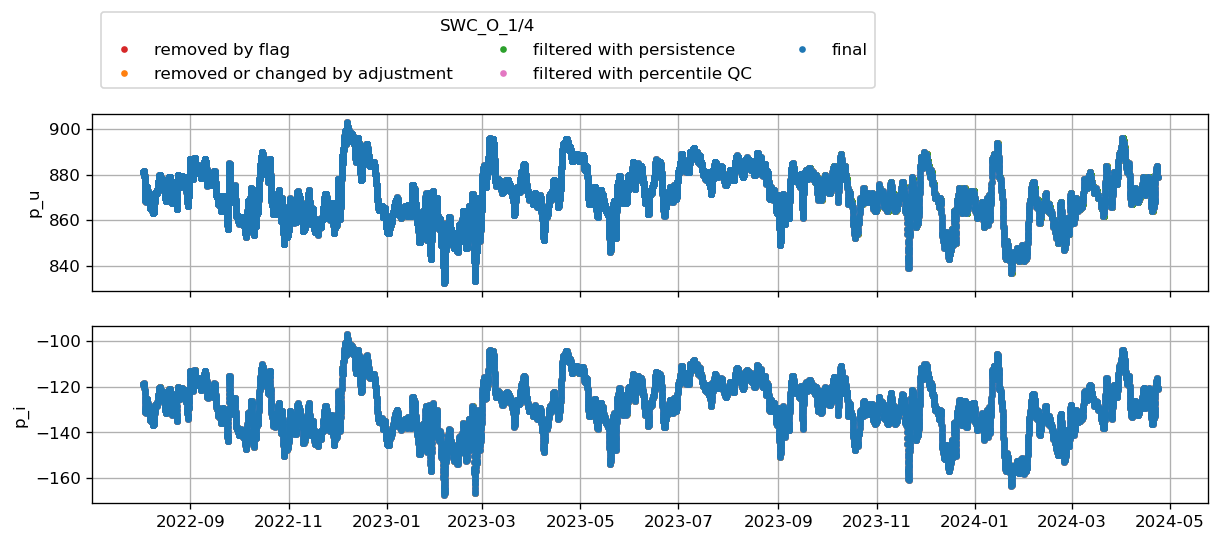 SWC_O_1/4
removed by flag
removed or changed by adjustment
filtered with persistence
filtered with percentile QC
final
900
880
860
840
p_u
−100
−120
−140
−160
p_i
2022-09 2022-11 2023-01 2023-03 2023-05 2023-07 2023-09 2023-11 2024-01 2024-03 2024-05